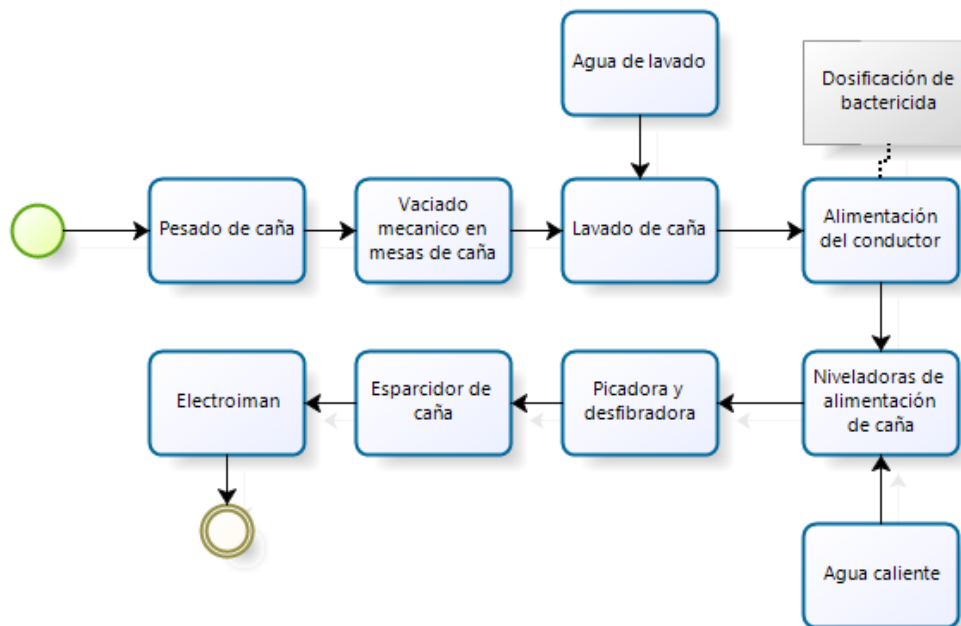 Agua de lavado
Dosificación de
bactericida
Pesado de caña
Vaciado
mecanico en
mesas de caña
Lavado de caña
Alimentación
del conductor
Electroiman
Esparcidor de
caña
Picadora y
desfibradora
Niveladoras de
alimentación
de caña
Agua caliente